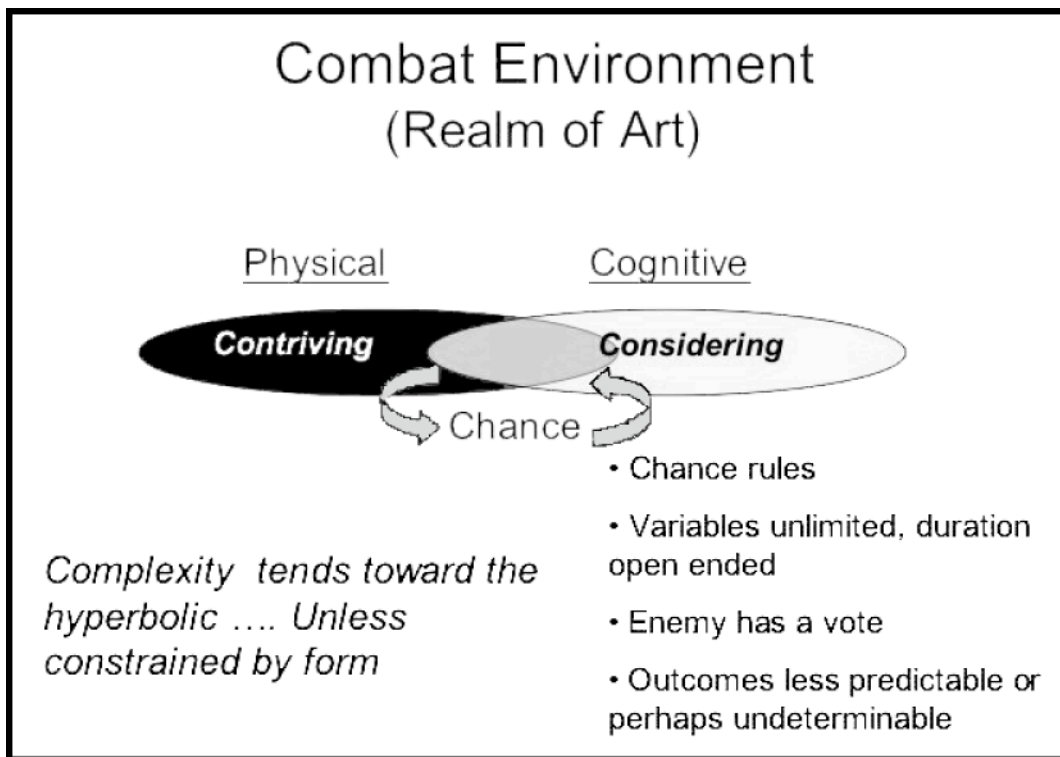 Combat Environment
(Realm of Art)
Physical
Cognitive
Contriving
Considering
Chance
• Chance rules
• Variables unlimited, duration
open ended
• Enemy has a vote
• Outcomes less predictable or
perhaps undeterminable
Complexity tends toward the
hyperbolic .... Unless
constrained by form